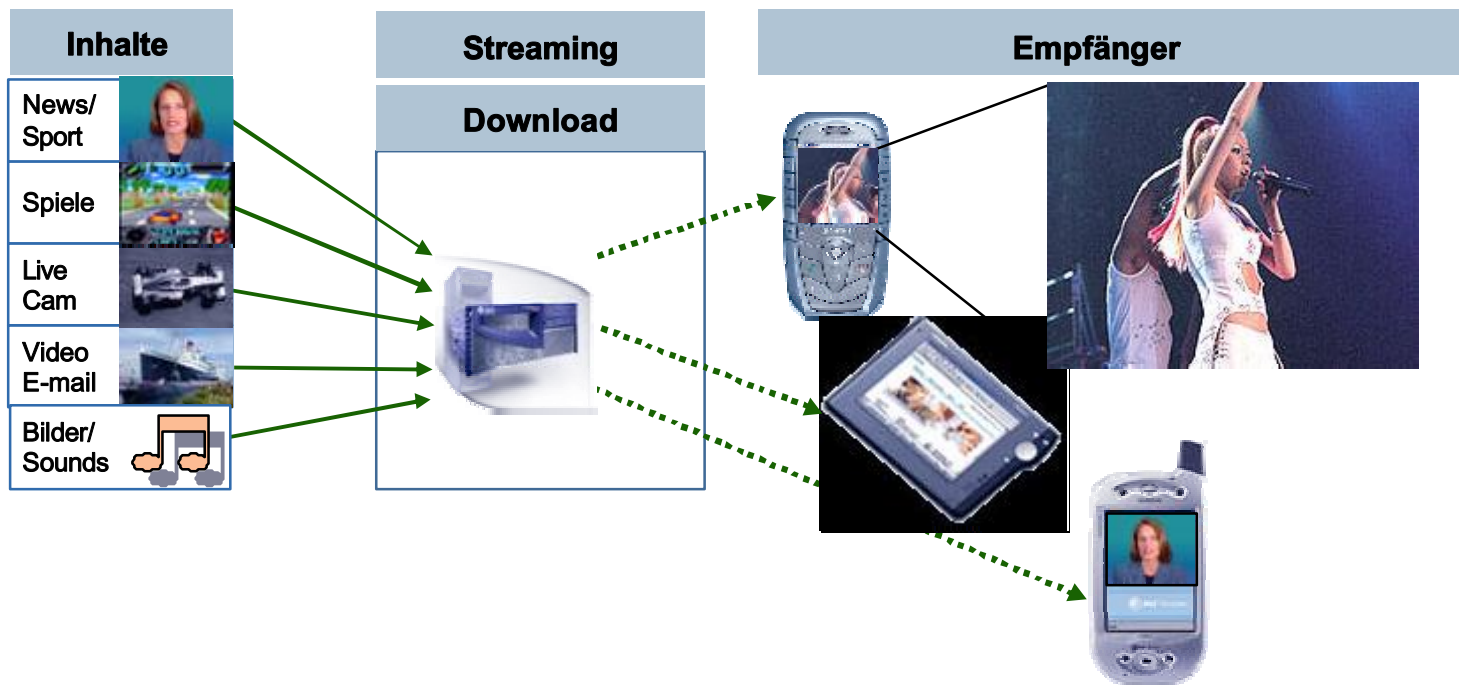 Inhalte
Streaming
Empfänger
Download
News/
Sport
Spiele
Live
Cam
Video
E-mail
Bilder/
Sounds